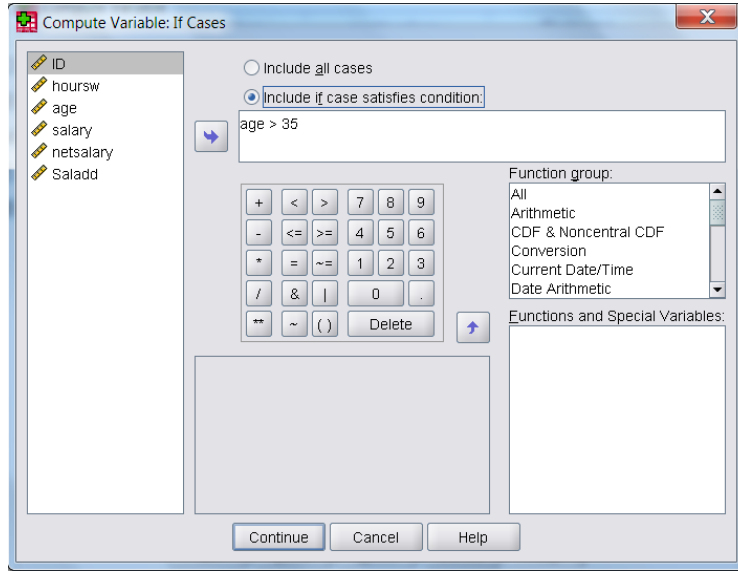 Compute Variable: If Cases
X
ID
hoursw
age
salary
netsalary
Saladd
Include all cases
Include if case satisfies condition:
age > 35
+ < > 7 8 9
- <= >= 4 5 6
* = ~= 1 2 3
/ & | 0 .
** ~ ( ) Delete
Function group:
All
Arithmetic
CDF & Noncentral CDF
Conversion
Current Date/Time
Date Arithmetic
Functions and Special Variables:
Continue Cancel Help